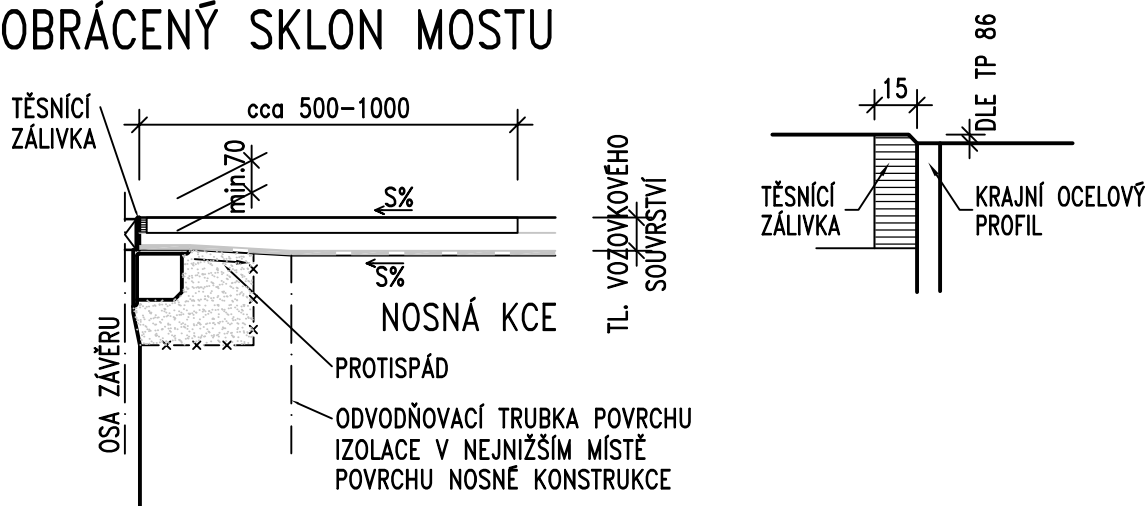 OBRÁCENÝ SKLON MOSTU
TĚSNÍCÍ
ZÁLIVKA
cca 500-1000
min.70
S%
S%
NOSNÁ KCE
TL. VOZOVKOVÉHO
SOUVRSTVÍ
OSA ZÁVĚRU
PROTISPÁD
ODVODŇOVACÍ TRUBKA POVRCHU
IZOLACE V NEJNIŽŠÍM MÍSTĚ
POVRCHU NOSNÉ KONSTRUKCE
15
DLE TP 86
TĚSNÍCÍ
ZÁLIVKA
KRAJNÍ OCELOVÝ
PROFIL